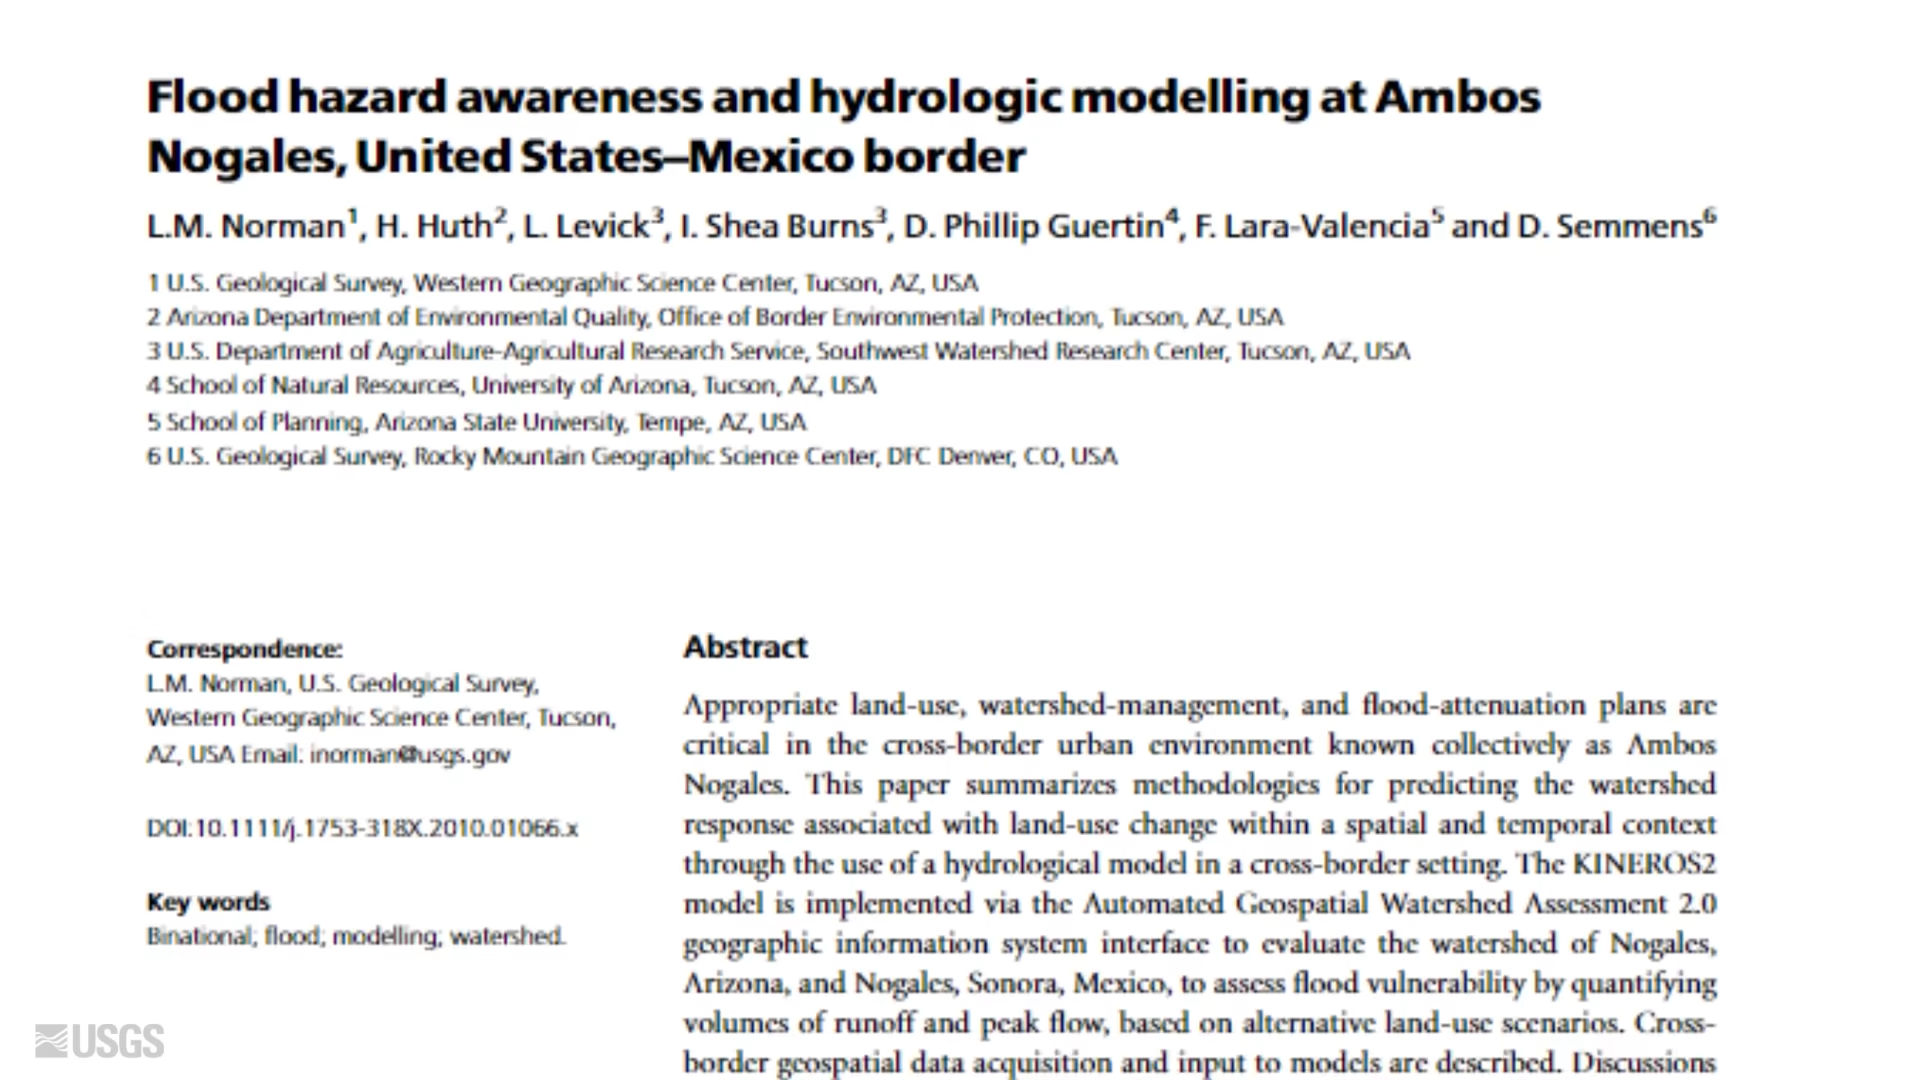 Flood hazard awareness and hydrologic modelling at Ambos
Nogales, United States–Mexico border
L.M. Norman1, H. Huth2, L. Levick3, I. Shea Burns3, D. Phillip Guertin4, F. Lara-Valencia5 and D. Semmens6
1 U.S. Geological Survey, Western Geographic Science Center, Tucson, AZ, USA
2 Arizona Department of Environmental Quality, Office of Border Environmental Protection, Tucson, AZ, USA
3 U.S. Department of Agriculture-Agricultural Research Service, Southwest Watershed Research Center, Tucson, AZ, USA
4 School of Natural Resources, University of Arizona, Tucson, AZ, USA
5 School of Planning, Arizona State University, Tempe, AZ, USA
6 U.S. Geological Survey, Rocky Mountain Geographic Science Center, DFC Denver, CO, USA
Correspondence:
L.M. Norman, U.S. Geological Survey,
Western Geographic Science Center, Tucson,
AZ, USA Email: inorman@usgs.gov
DOI:10.1111/j.1753-318X.2010.01066.x
Key words
Binational; flood; modelling; watershed.
Abstract
Appropriate land-use, watershed-management, and flood-attenuation plans are
critical in the cross-border urban environment known collectively as Ambos
Nogales. This paper summarizes methodologies for predicting the watershed
response associated with land-use change within a spatial and temporal context
through the use of a hydrological model in a cross-border setting. The KINEROS2
model is implemented via the Automated Geospatial Watershed Assessment 2.0
geographic information system interface to evaluate the watershed of Nogales,
Arizona, and Nogales, Sonora, Mexico, to assess flood vulnerability by quantifying
volumes of runoff and peak flow, based on alternative land-use scenarios. Cross-
border geospatial data acquisition and input to models are described. Discussions
USGS